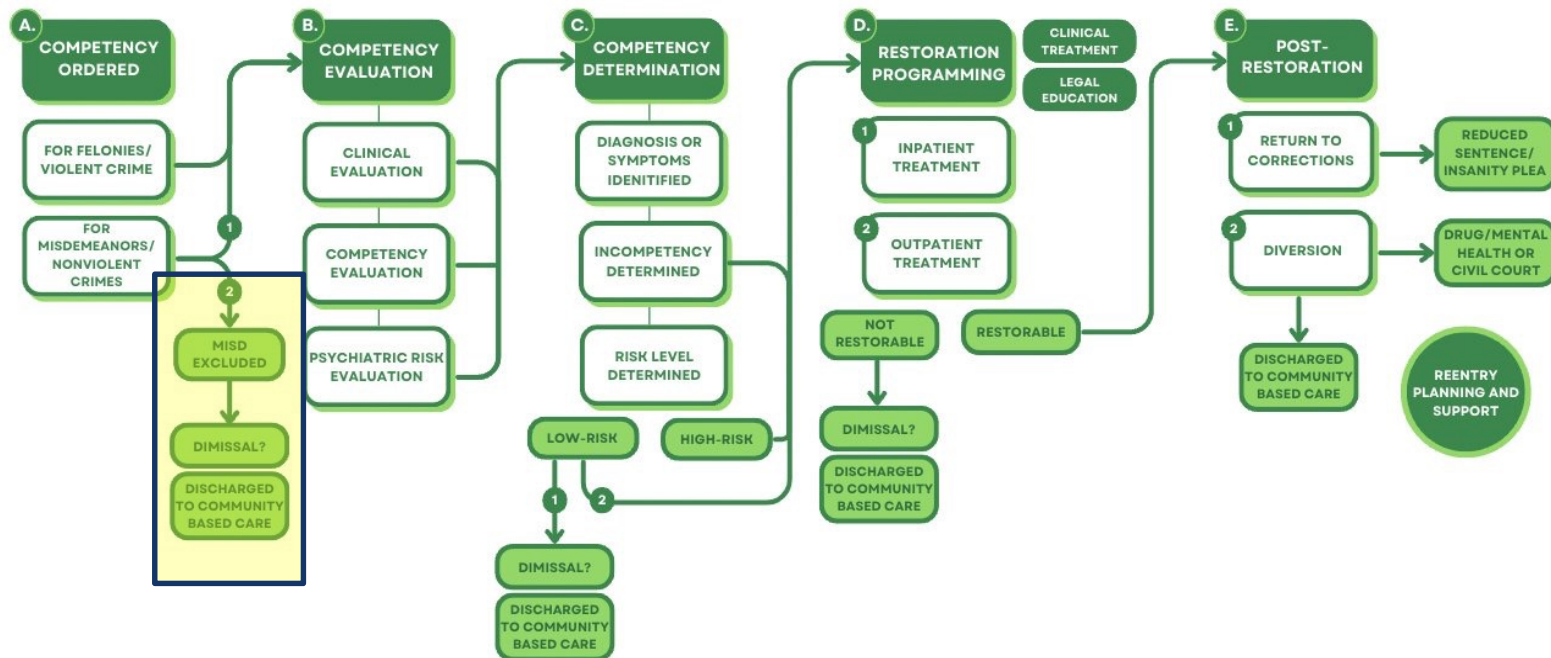 A.
COMPETENCY
ORDERED
FOR FELONIES/
VIOLENT CRIME
FOR
MISDEMEANORS/
NONVIOLENT
CRIMES
1
2
MISD
EXCLUDED
DIMISSAL?
DISCHARGED
TO COMMUNITY
BASED CARE
B.
COMPETENCY
EVALUATION
CLINICAL
EVALUATION
COMPETENCY
EVALUATION
PSYCHIATRIC RISK
EVALUATION
C.
COMPETENCY
DETERMINATION
DIAGNOSIS OR
SYMPTOMS
IDENITIFIED
INCOMPETENCY
DETERMINED
RISK LEVEL
DETERMINED
LOW-RISK
HIGH-RISK
1
2
DIMISSAL?
DISCHARGED
TO COMMUNITY
BASED CARE
D.
RESTORATION
PROGRAMMING
CLINICAL
TREATMENT
LEGAL
EDUCATION
1
INPATIENT
TREATMENT
2
OUTPATIENT
TREATMENT
NOT
RESTORABLE
RESTORABLE
DIMISSAL?
DISCHARGED
TO COMMUNITY
BASED CARE
E.
POST-
RESTORATION
1
RETURN TO
CORRECTIONS
REDUCED
SENTENCE/
INSANITY PLEA
2
DIVERSION
DRUG/MENTAL
HEALTH OR
CIVIL COURT
DISCHARGED
TO COMMUNITY
BASED CARE
REENTRY
PLANNING AND
SUPPORT